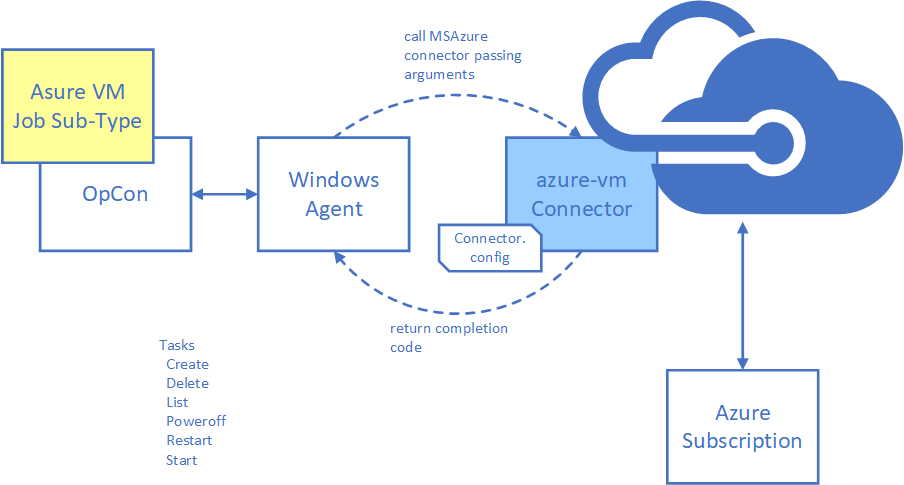 call MSAzure
connector passing
arguments
Asure VM
Job Sub-Type
OpCon
Windows
Agent
azure-vm
Connector
Connector.
config
return completion
code
Tasks
Create
Delete
List
Poweroff
Restart
Start
Azure
Subscription